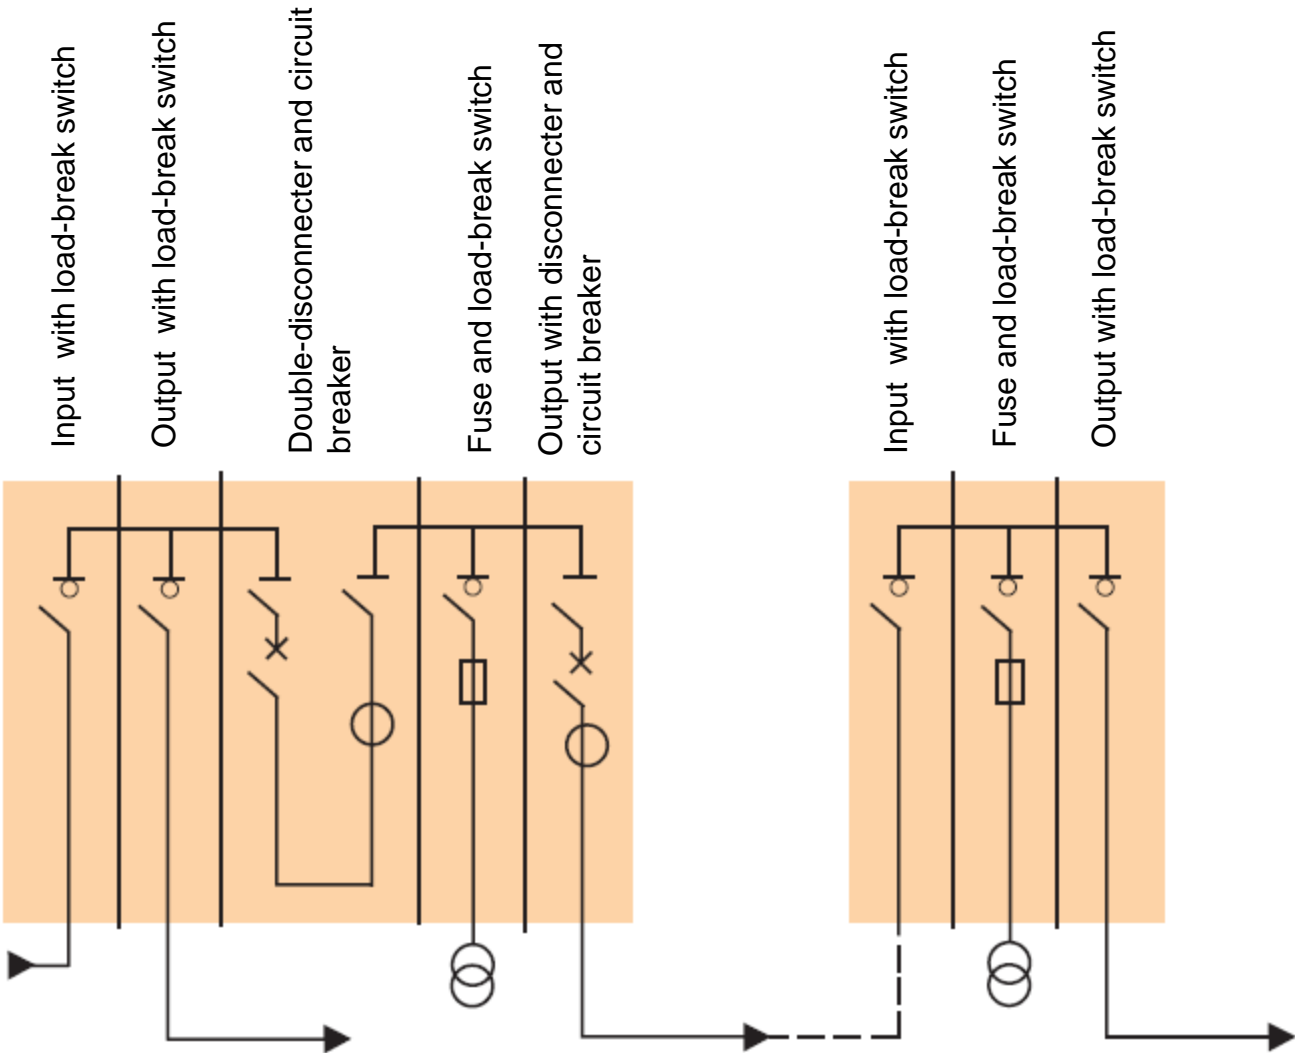 Input  with load-break switch
Output  with load-break switch
Double-disconnecter and circuit
breaker
Fuse and load-break switch
Output with disconnecter and
circuit breaker
Input  with load-break switch
Fuse and load-break switch
Output with load-break switch